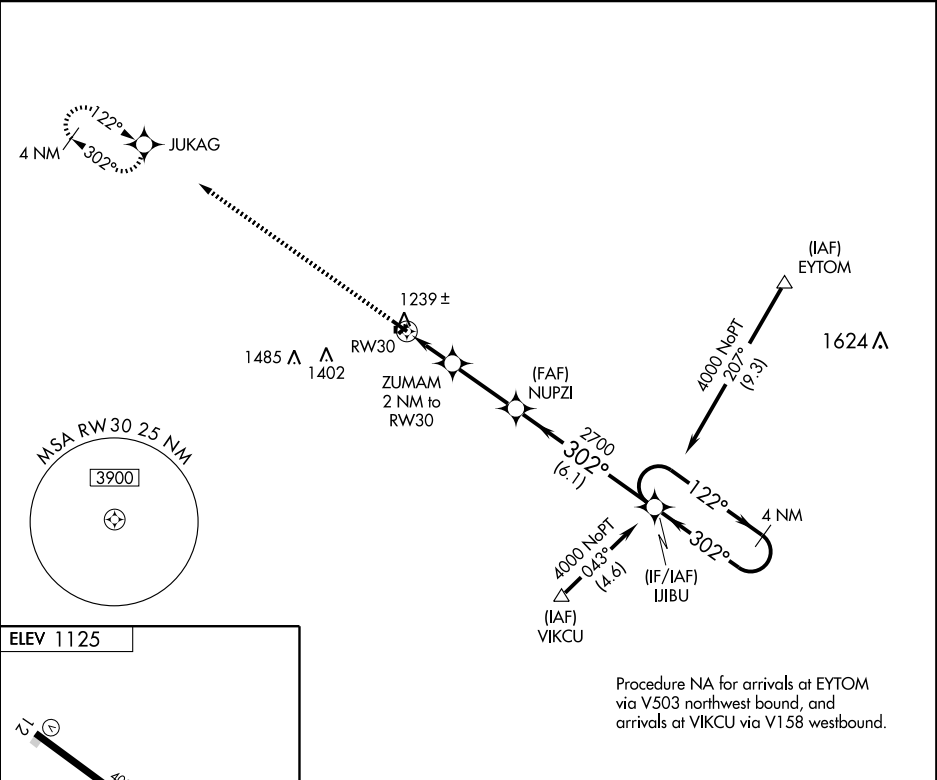 122°
JUKAG
4 NM
302°
(IAF)
EYTOM
1239 ±
RW30
1485
1402
1624
4000 NoPT
207°
(9.3)
ZUMAM
2 NM to
RW30
(FAF)
NUPZI
2700
302°
(6.1)
MSA RW30 25 NM
3900
122°
4 NM
302°
4000 NoPT
043°
(4.6)
(IF/IAF)
IJIBU
(IAF)
VIKCU
ELEV 1125
Procedure NA for arrivals at EYTOM
via V503 northwest bound, and
arrivals at VIKCU via V158 westbound.
12
V